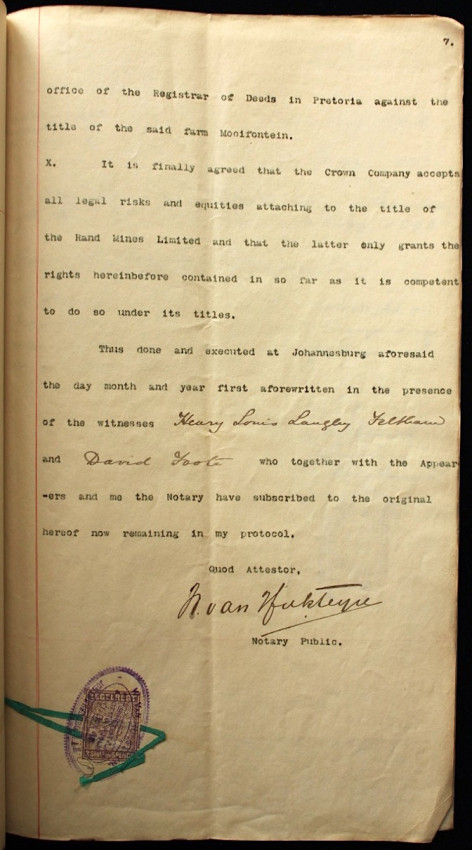 7.
office of the Registrar of Deeds in Pretoria against the
title of the said farm Mooifontein.
X. It is finally agreed that the Crown Company accepts
all legal risks and equities attaching to the title of
the Rand Mines Limited and that the latter only grants the
rights hereinbefore contained in so far as it is competent
to do so under its titles.
Thus done and executed at Johannesburg aforesaid
the day month and year first aforewritten in the presence
of the witnesses Henry Louis Langley Feltham
and David Foote who together with the Appear-
-ers and me the Notary have subscribed to the original
hereof now remaining in my protocol.
Quod Attestor,
Notary Public.